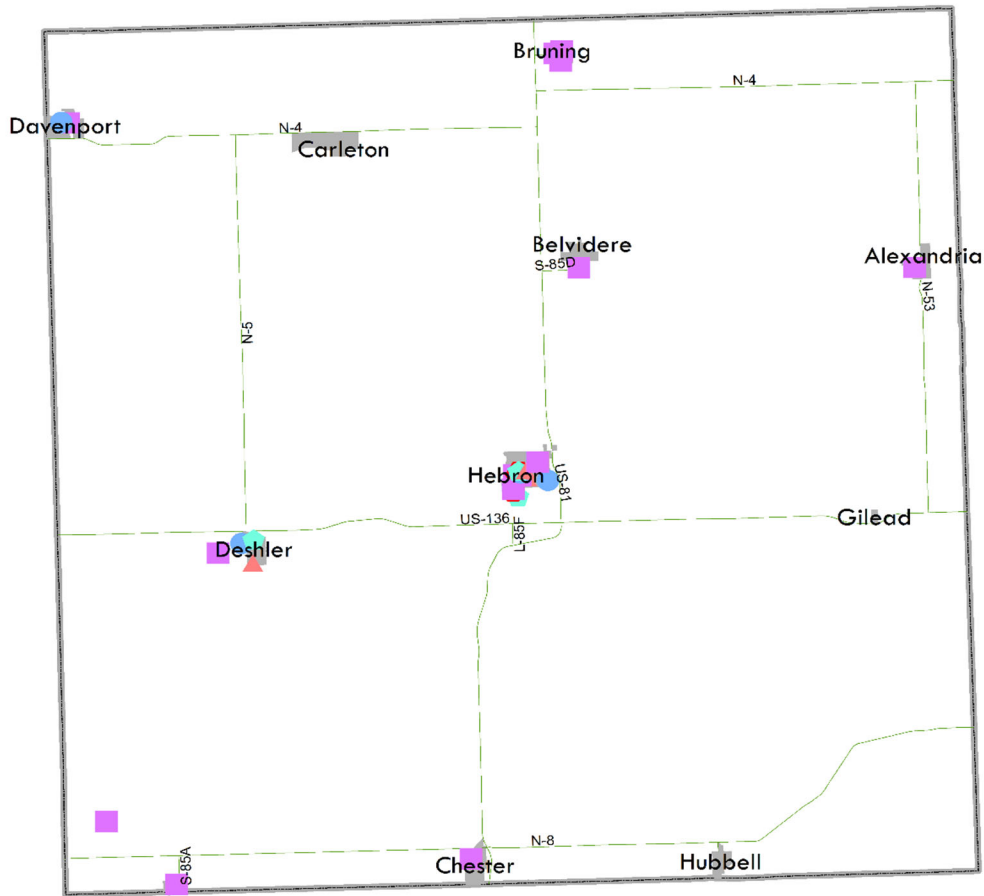 Bruning
N-4
Davenport
N-4
Carleton
Belvidere
S-85D
Alexandria
N-53
N-5
Hebron
US-81
US-136
L-85F
Gilead
Deshler
N-8
S-85A
Chester
Hubbell